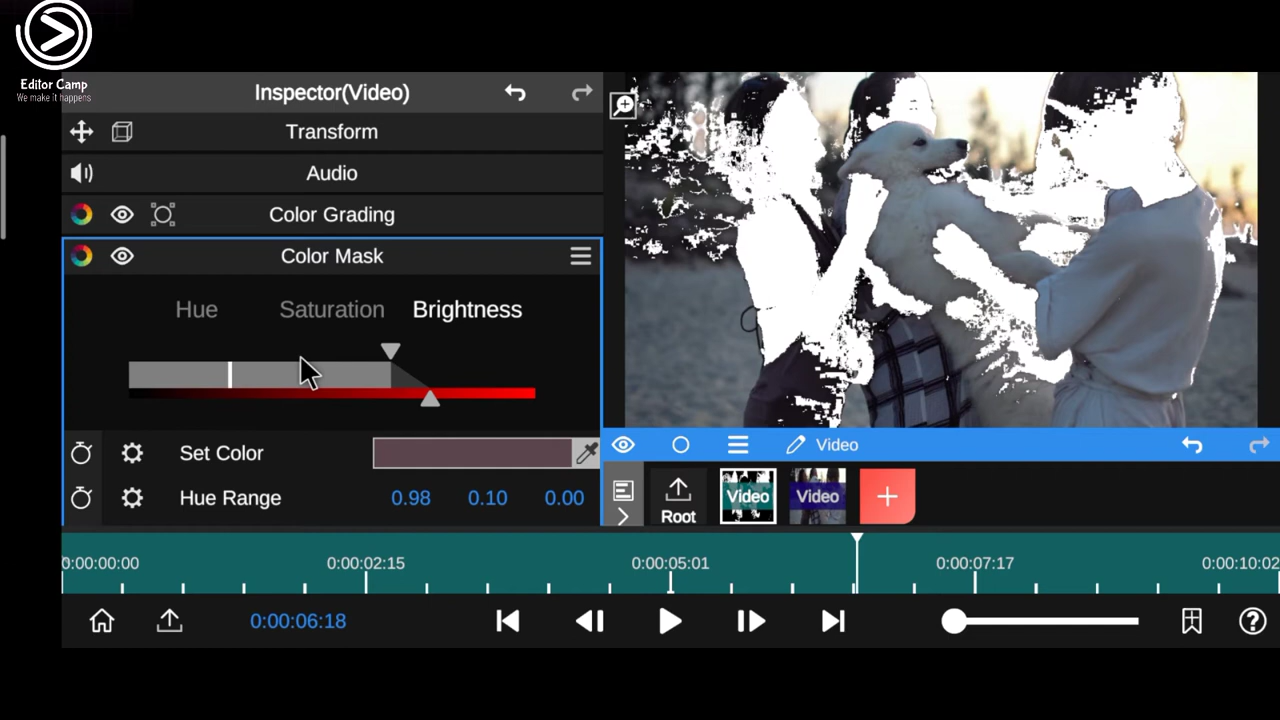 Editor Camp
We make it happens
Inspector(Video)
Transform
Audio
Color Grading
Color Mask
Hue Saturation Brightness
Set Color
Hue Range 0.98 0.10 0.00
Video
Root Video Video
0:00:00:00 0:00:02:15 0:00:05:01 0:00:07:17 0:00:10:02
0:00:06:18